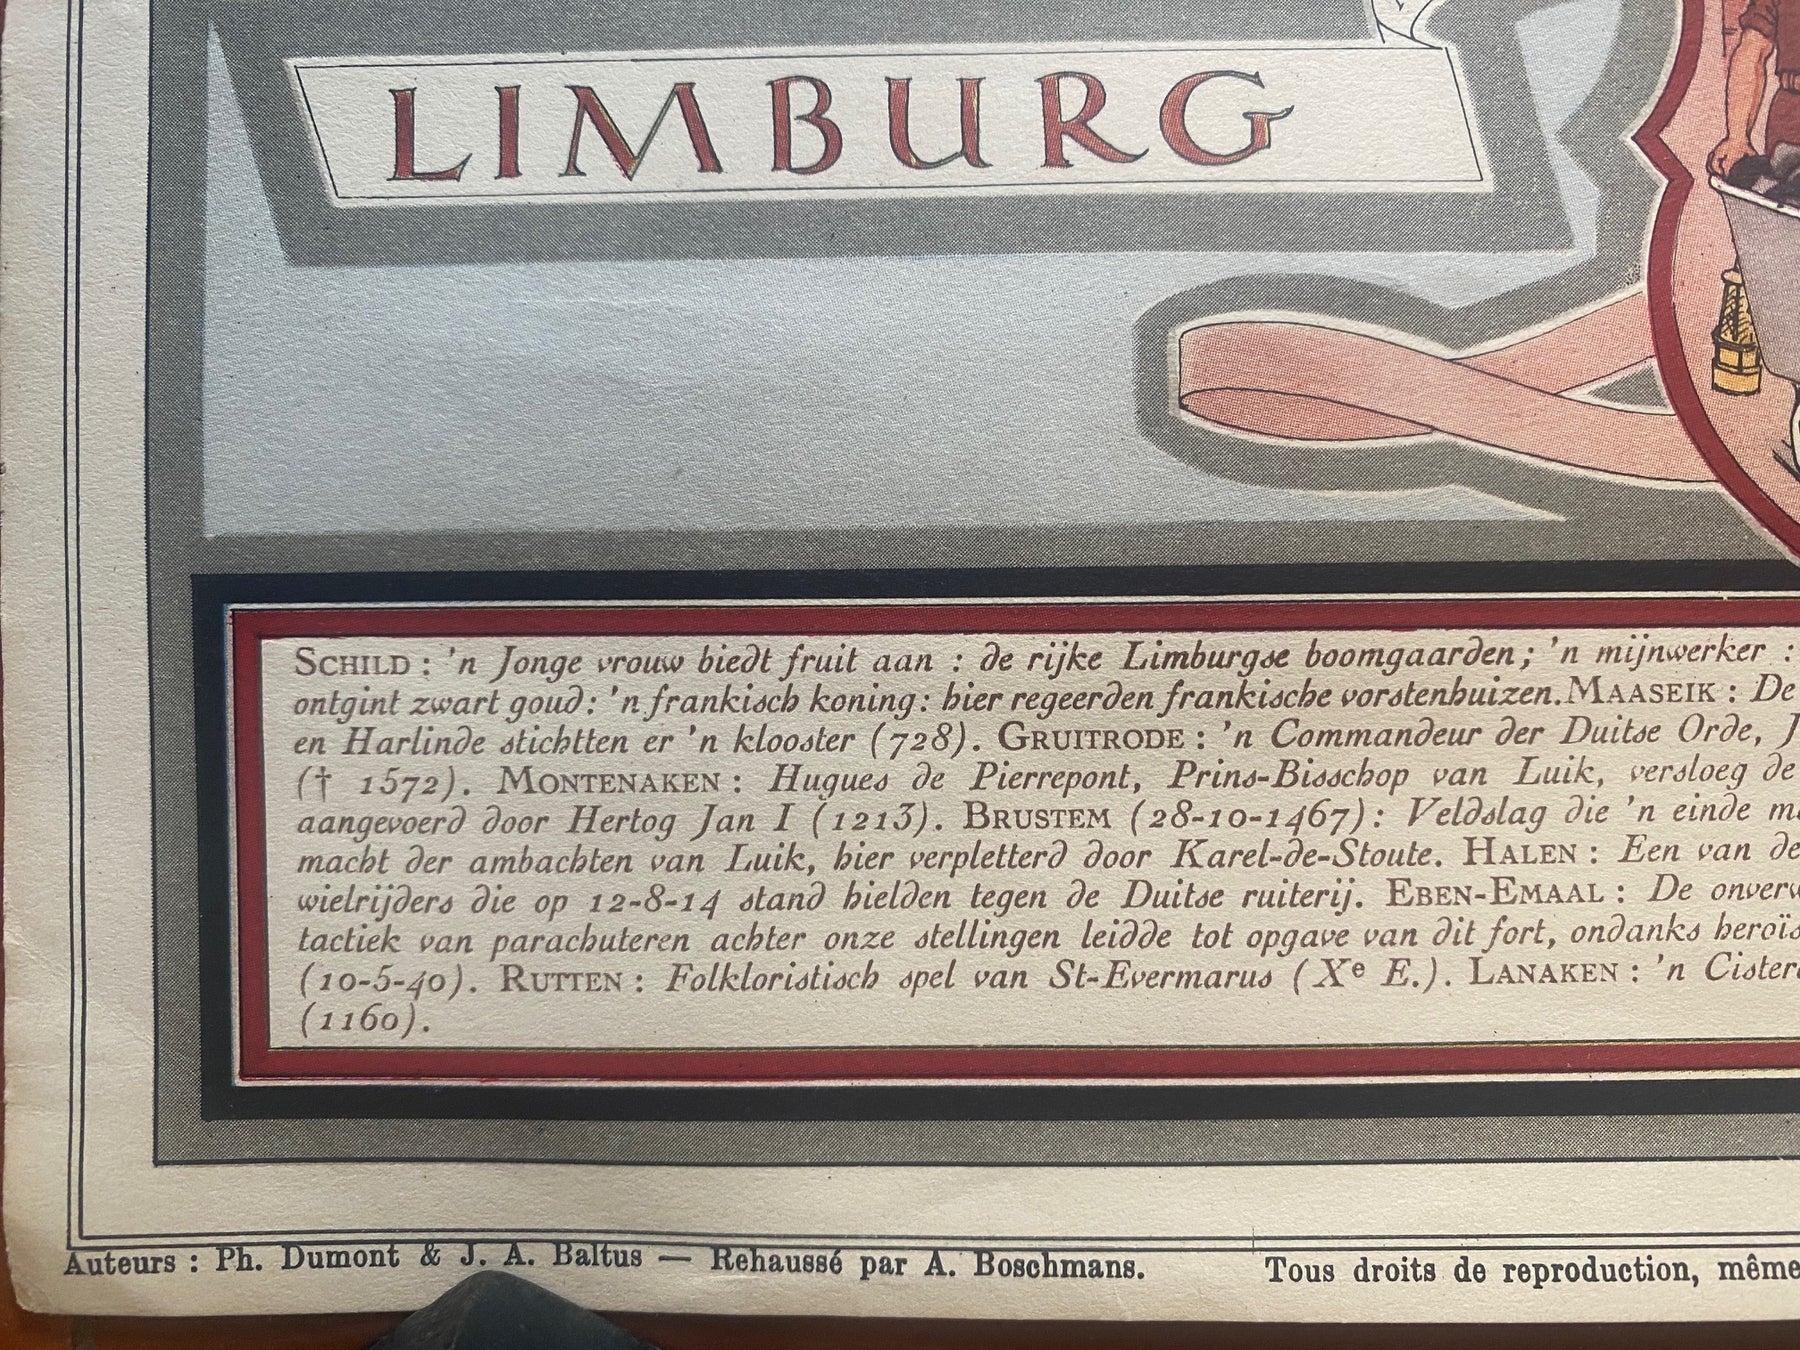 LIMBURG
SCHILD : 'n Jonge vrouw biedt fruit aan : de rijke Limburgse boomgaarden; 'n mijnwerker :
ontgint zwart goud: 'n frankisch koning: hier regeerden frankische vorstenhuizen. MAASEIK : De
en Harlinde stichtten er 'n klooster (728). GRUITRODE : 'n Commandeur der Duitse Orde, J
(† 1572). MONTENAKEN : Hugues de Pierrepont, Prins-Bisschop van Luik, versloeg de
aangevoerd door Hertog Jan I (1213). BRUSTEM (28-10-1467) : Veldslag die 'n einde
macht der ambachten van Luik, hier verpletterd door Karel-de-Stoute. HALEN : Een van de
wielrijders die op 12-8-14 stand hielden tegen de Duitse ruiterij. EBEN-EMAAL : De
tactiek van parachuteren achter onze stellingen leidde tot opgave van dit fort, ondanks
(10-5-40). RUTTEN : Folkloristisch spel van St-Evermarus (Xe E.). LANAKEN : 'n
(1160).
Auteurs : Ph. Dumont & J. A. Baltus — Rehaussé par A. Boschmans. Tous droits de reproduction, même